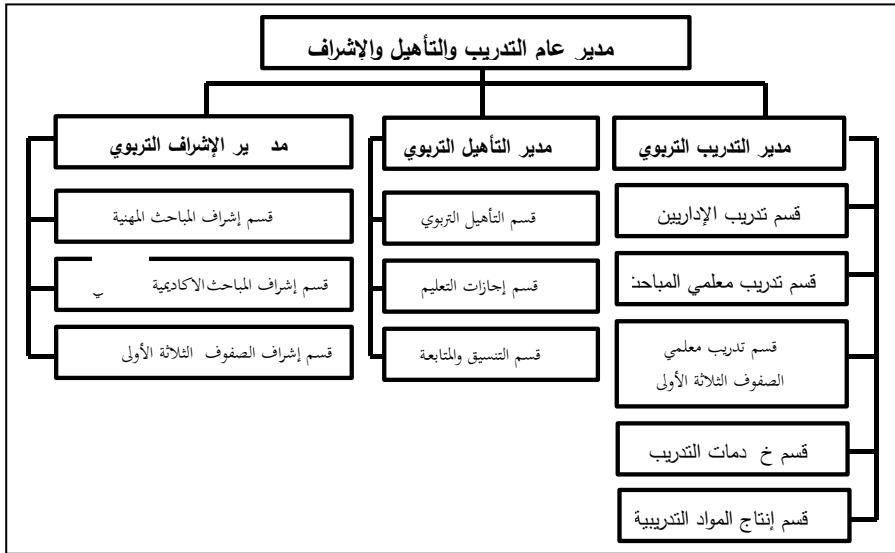 مدير عام التدريب والتأهيل والإشراف
مدير التدريب التربوي
قسم تدريب الإداريين
قسم تدريب معلمي المباحث
قسم تدريب معلمي
الصفوف الثلاثة الأولى
قسم خ دمات التدريب
قسم إنتاج المواد التدريبية
مدير التأهيل التربوي
قسم التأهيل التربوي
قسم إجازات التعليم
قسم التنسيق والمتابعة
مد ير الإشراف التربوي
قسم إشراف المباحث المهنية
قسم إشراف المباحث الاكاديمية
قسم إشراف الصفوف الثلاثة الأولى